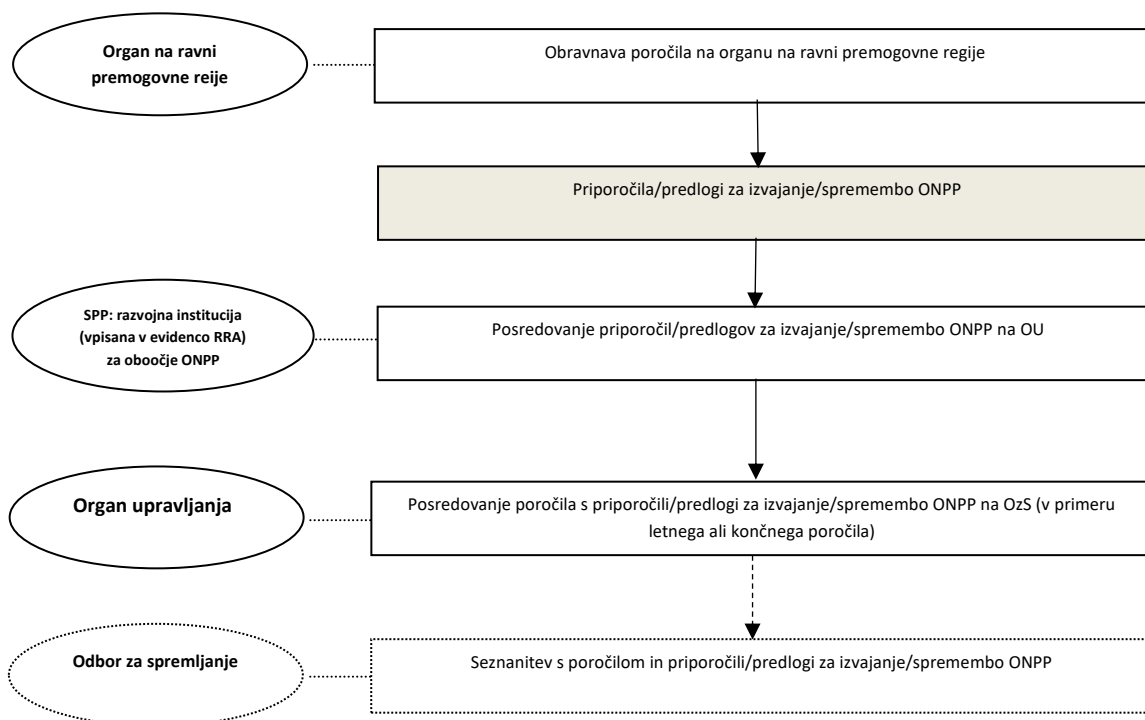 Organ na ravni
premogovne reije
Obravnava poročila na organu na ravni premogovne regije
Priporočila/predlogi za izvajanje/spremembo ONPP
SPP: razvojna institucija
(vpisana v evidenco RRA)
za oboočje ONPP
Posredovanje priporočil/predlogov za izvajanje/spremembo ONPP na OU
Organ upravljanja
Posredovanje poročila s priporočili/predlogi za izvajanje/spremembo ONPP na OzS (v primeru
letnega ali končnega poročila)
Odbor za spremljanje
Seznanitev s poročilom in priporočili/predlogi za izvajanje/spremembo ONPP